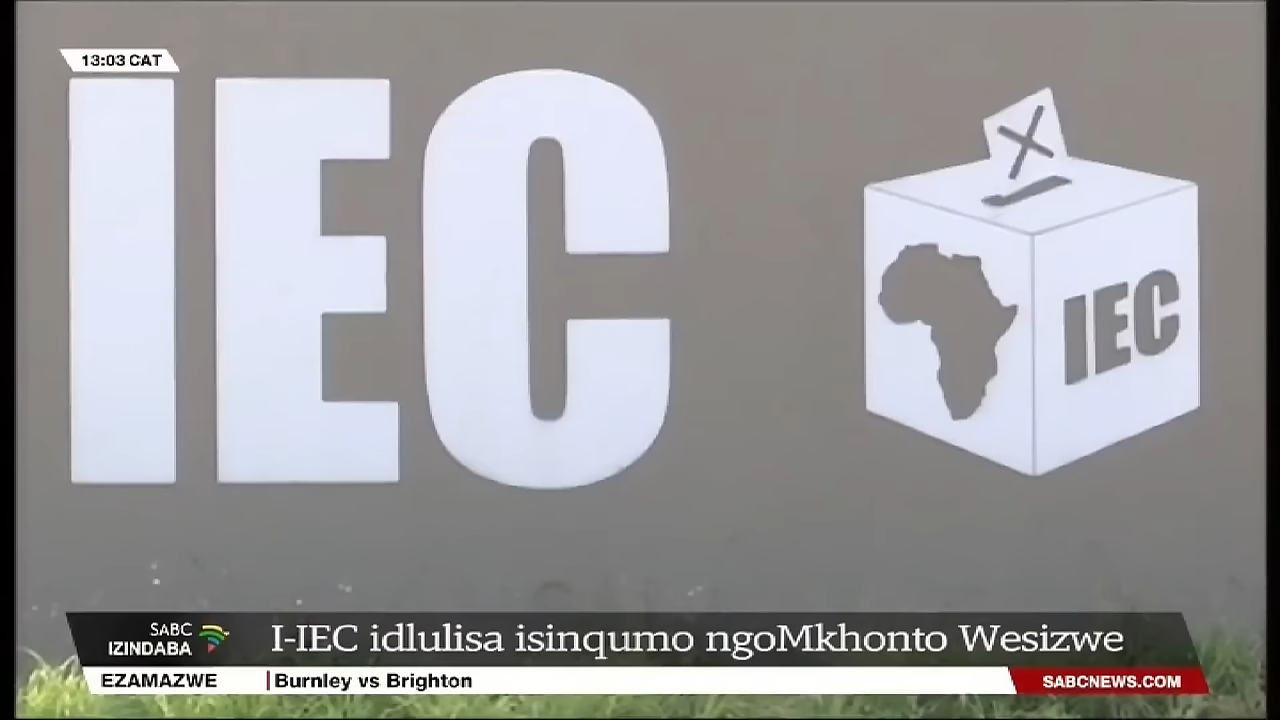 13:03 CAT
IEC
IEC
SABC
IZINDABA
I-IEC idlulisa isinqumo ngoMkhonto Wesizwe
EZAMAZWE
Burnley vs Brighton
SABCNEWS.COM